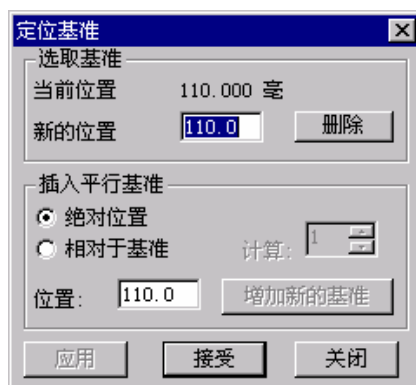 定位基准
选取基准
当前位置 110.000 毫
新的位置 110.0 删除
插入平行基准
绝对位置
相对于基准 计算: 1
位置: 110.0 增加新的基准
应用 接受 关闭